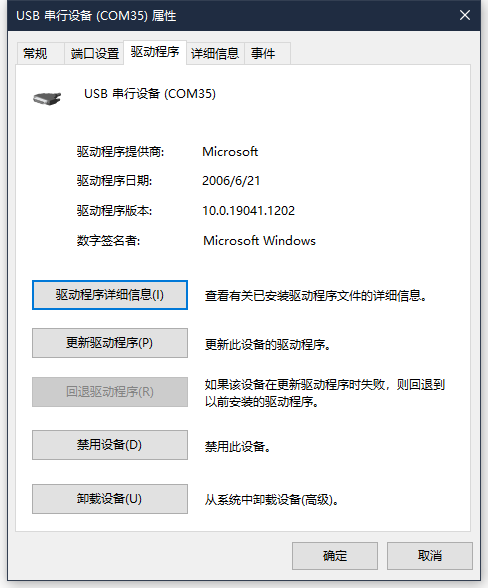 USB 串行设备 (COM35) 属性
常规 端口设置 驱动程序 详细信息 事件
USB 串行设备 (COM35)
驱动程序提供商: Microsoft
驱动程序日期: 2006/6/21
驱动程序版本: 10.0.19041.1202
数字签名者: Microsoft Windows
驱动程序详细信息(I) 查看有关已安装驱动程序文件的详细信息。
更新驱动程序(P) 更新此设备的驱动程序。
回退驱动程序(R) 如果该设备在更新驱动程序时失败，则回退到
以前安装的驱动程序。
禁用设备(D) 禁用此设备。
卸载设备(U) 从系统中卸载设备(高级)。
确定 取消